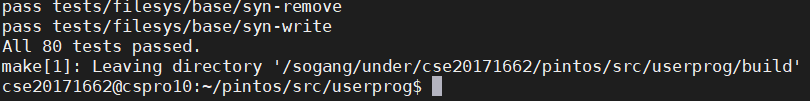 pass tests/filesys/base/syn-remove
pass tests/filesys/base/syn-write
All 80 tests passed.
make[1]: Leaving directory '/sogang/under/cse20171662/pintos/src/userprog/build'
cse20171662@cspro10:~/pintos/src/userprog$